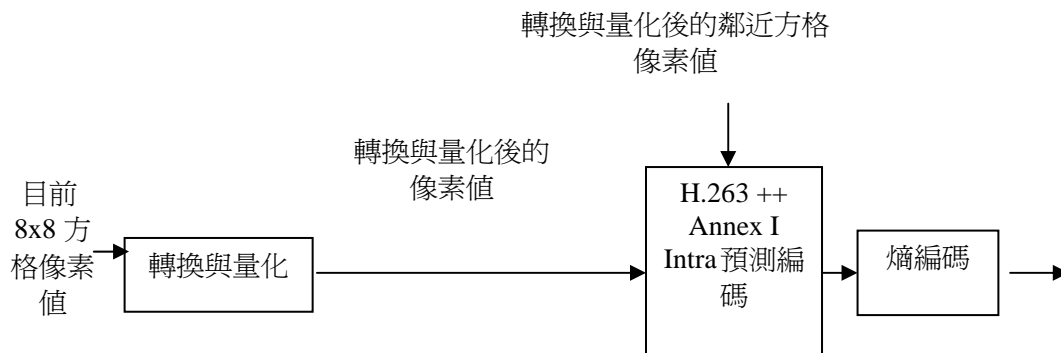 轉換與量化後的鄰近方格
像素值
轉換與量化後的
像素值
目前
8x8 方
格像素
值
轉換與量化
H.263 ++
Annex I
Intra 預測編
碼
熵編碼